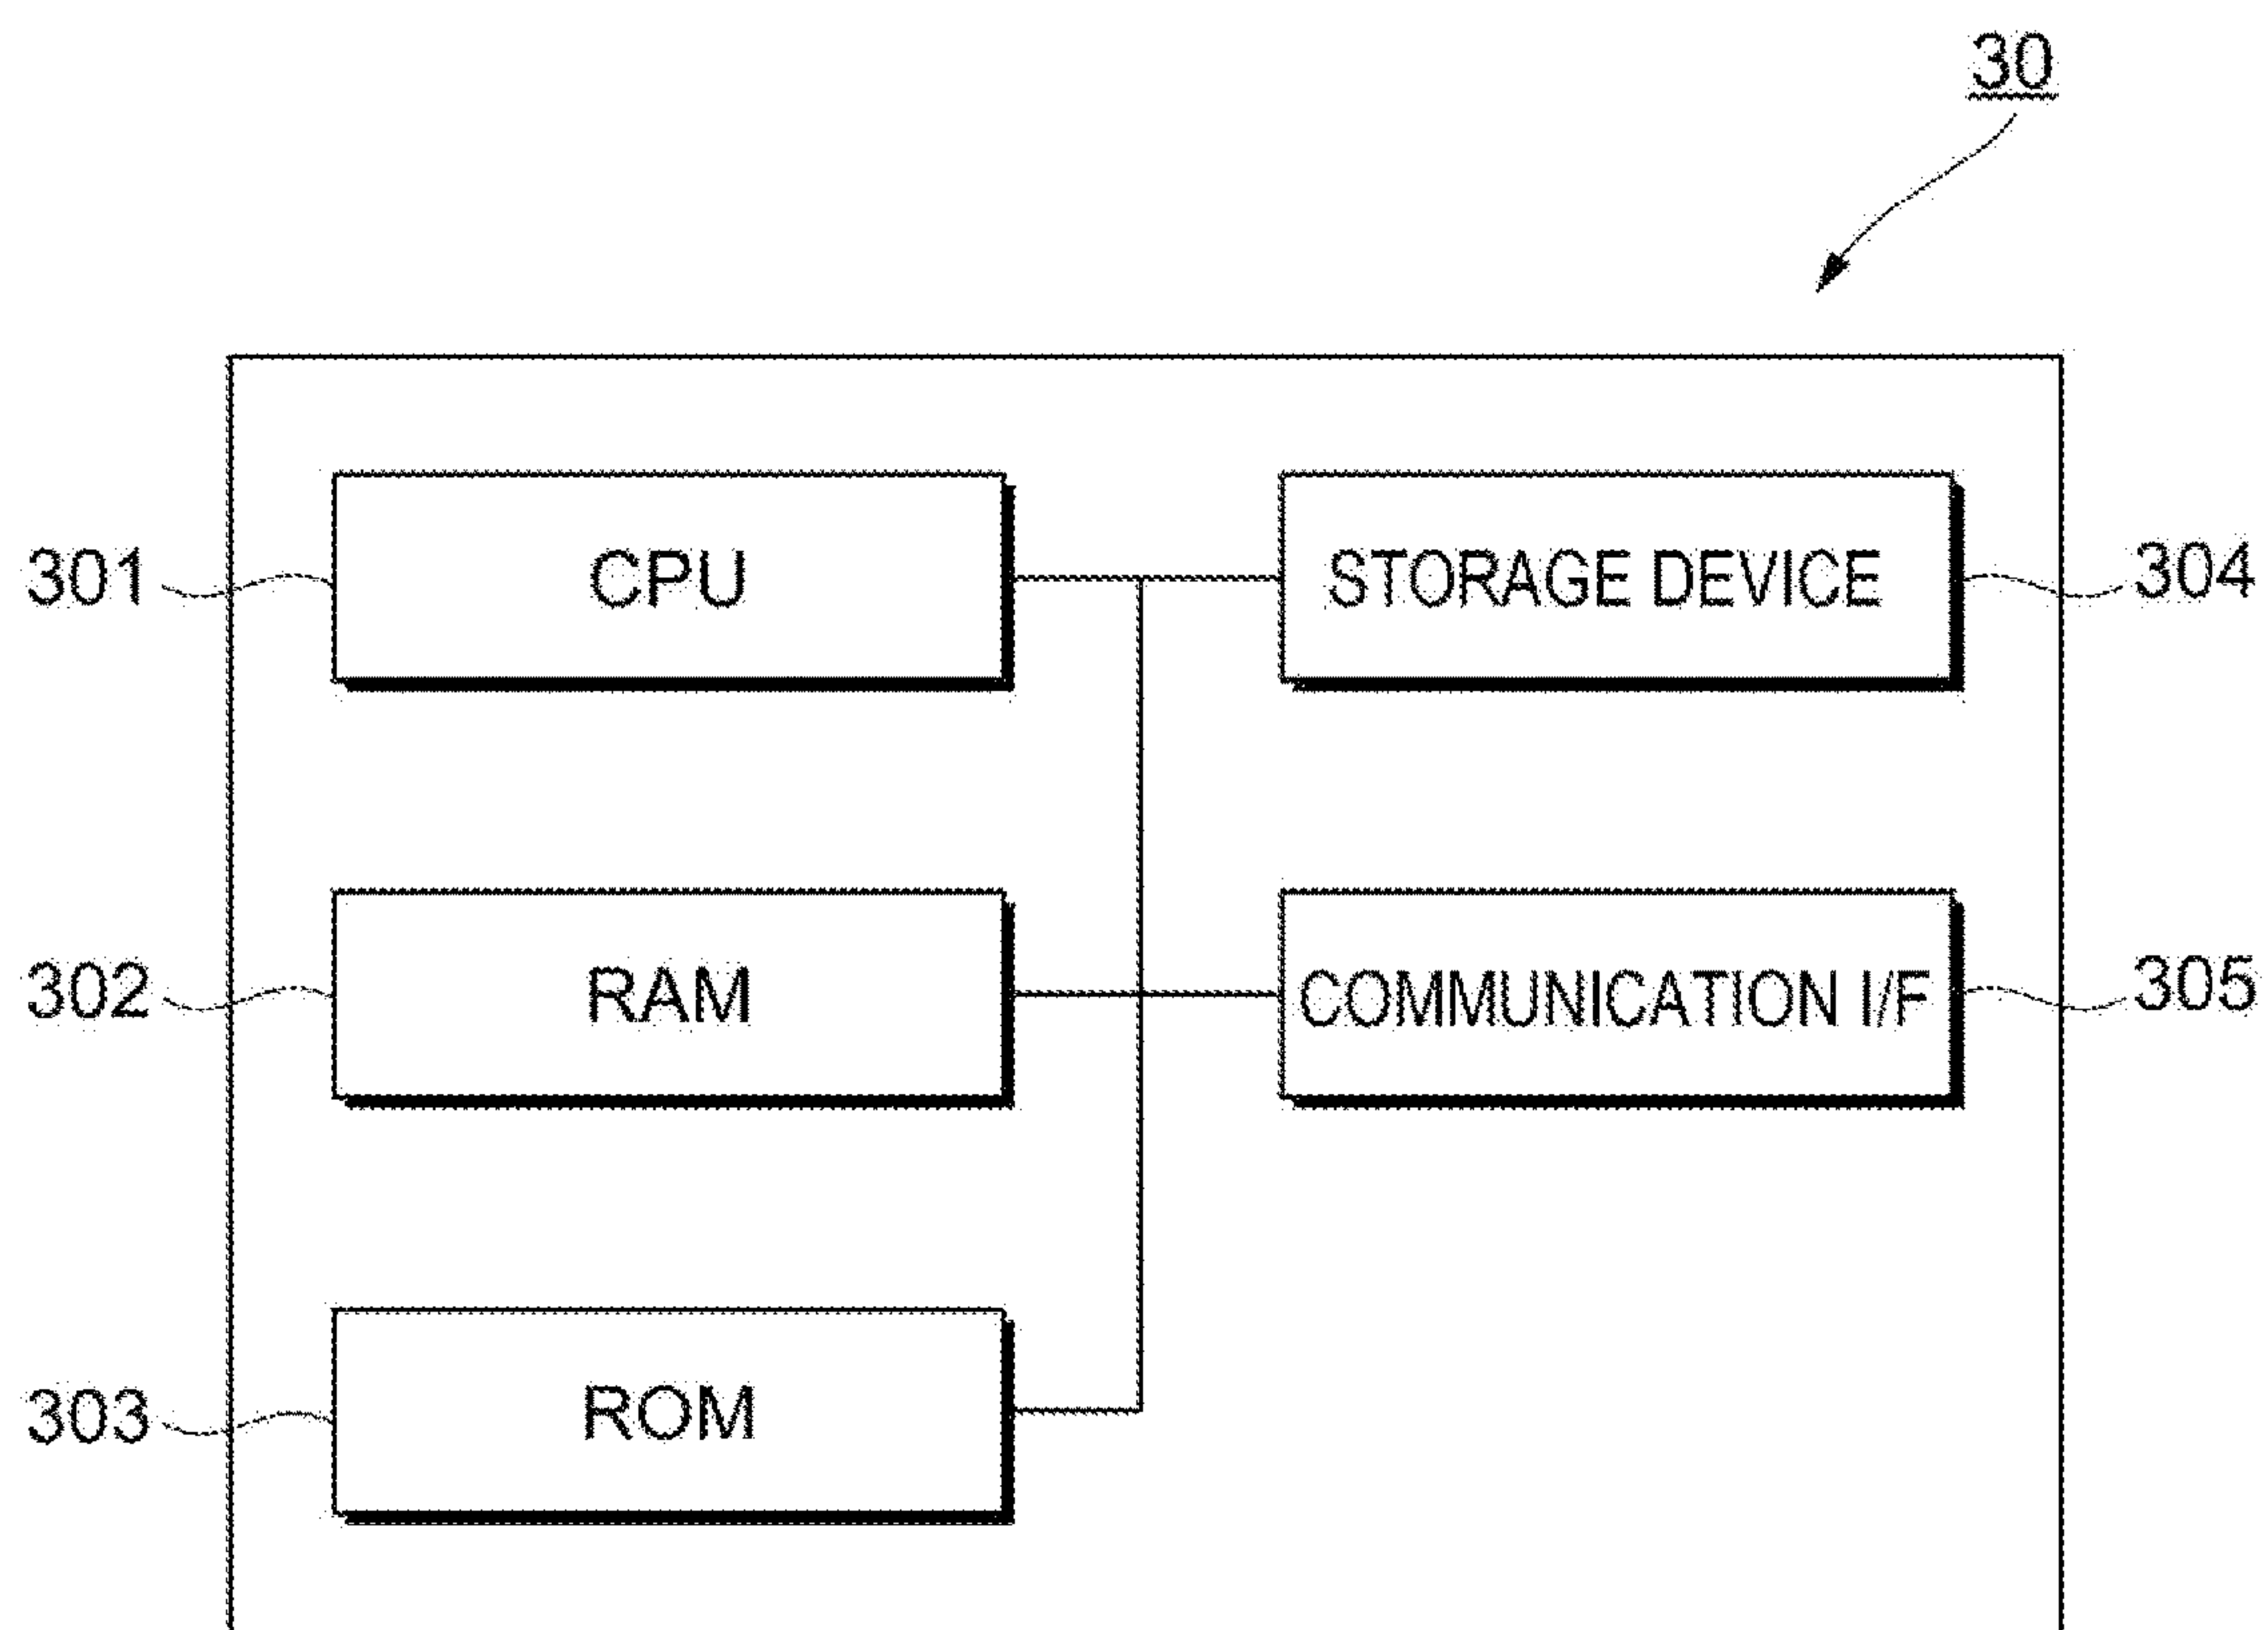 30
301
CPU
STORAGE DEVICE
304
302
RAM
COMMUNICATION I/F
305
303
ROM